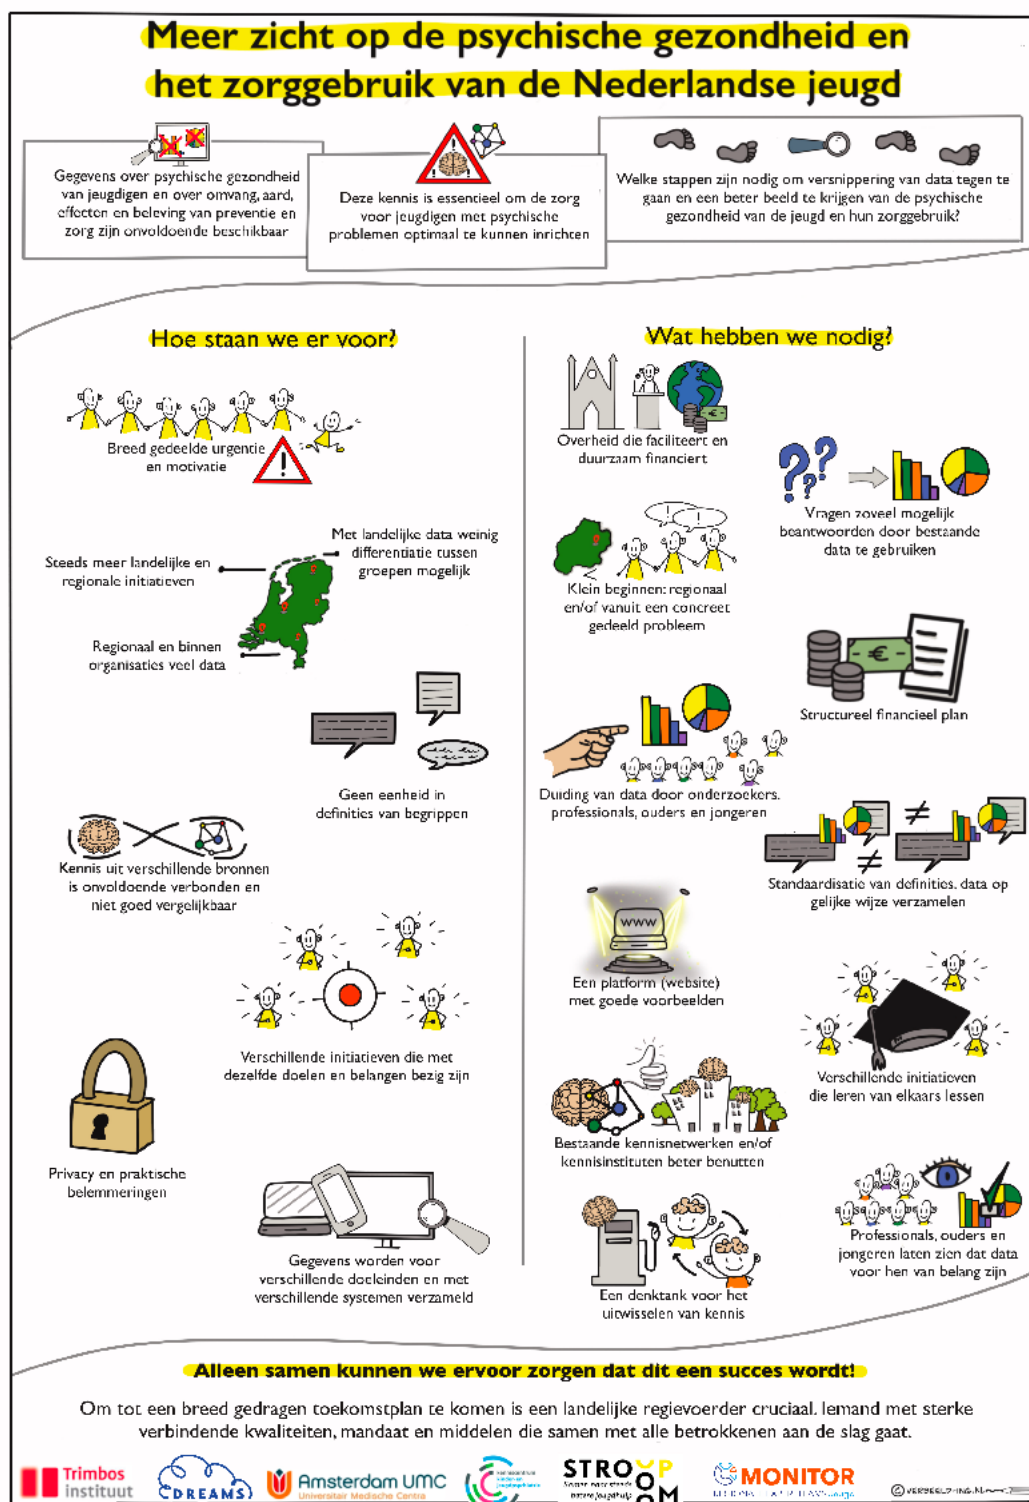 Meer zicht op de psychische gezondheid en
het zorggebruik van de Nederlandse jeugd
Gegevens over psychische gezondheid
van jeugdigen en over omvang, aard,
effecten en beleving van preventie en
zorg zijn onvoldoende beschikbaar
Deze kennis is essentieel om de zorg
voor jeugdigen met psychische
problemen optimaal te kunnen inrichten
Welke stappen zijn nodig om versnippering van data tegen te
gaan en een beter beeld te krijgen van de psychische
gezondheid van de jeugd en hun zorggebruik?
Hoe staan we er voor?
Breed gedeelde urgentie
en motivatie
Steeds meer landelijke en
regionale initiatieven
Met landelijke data weinig
differentiatie tussen
groepen mogelijk
Regionaal en binnen
organisaties veel data
Geen eenheid in
definities van begrippen
Kennis uit verschillende bronnen
is onvoldoende verbonden en
niet goed vergelijkbaar
Verschillende initiatieven die met
dezelfde doelen en belangen bezig zijn
Privacy en praktische
belemmeringen
Gegevens worden voor
verschillende doeleinden en met
verschillende systemen verzameld
Wat hebben we nodig?
Overheid die faciliteert en
duurzaam financiert
Vragen zoveel mogelijk
beantwoorden door bestaande
data te gebruiken
Klein beginnen: regionaal
en/of vanuit een concreet
gedeeld probleem
Structureel financieel plan
Duiding van data door onderzoekers,
professionals, ouders en jongeren
Standaardisatie van definities, data op
gelijke wijze verzamelen
WWW
Een platform (website)
met goede voorbeelden
Verschillende initiatieven
die leren van elkaars lessen
Bestaande kennisnetwerken en/of
kennisinstituten beter benutten
Professionals, ouders en
jongeren laten zien dat data
voor hen van belang zijn
Een denktank voor het
uitwisselen van kennis
Alleen samen kunnen we ervoor zorgen dat dit een succes wordt!
Om tot een breed gedragen toekomstplan te komen is een landelijke regievoerder cruciaal. Iemand met sterke
verbindende kwaliteiten, mandaat en middelen die samen met alle betrokkenen aan de slag gaat.
Trimbos
instituut
DREAMS
Amsterdam UMC
Universitair Medische Centra
STROOMOP
MONITOR